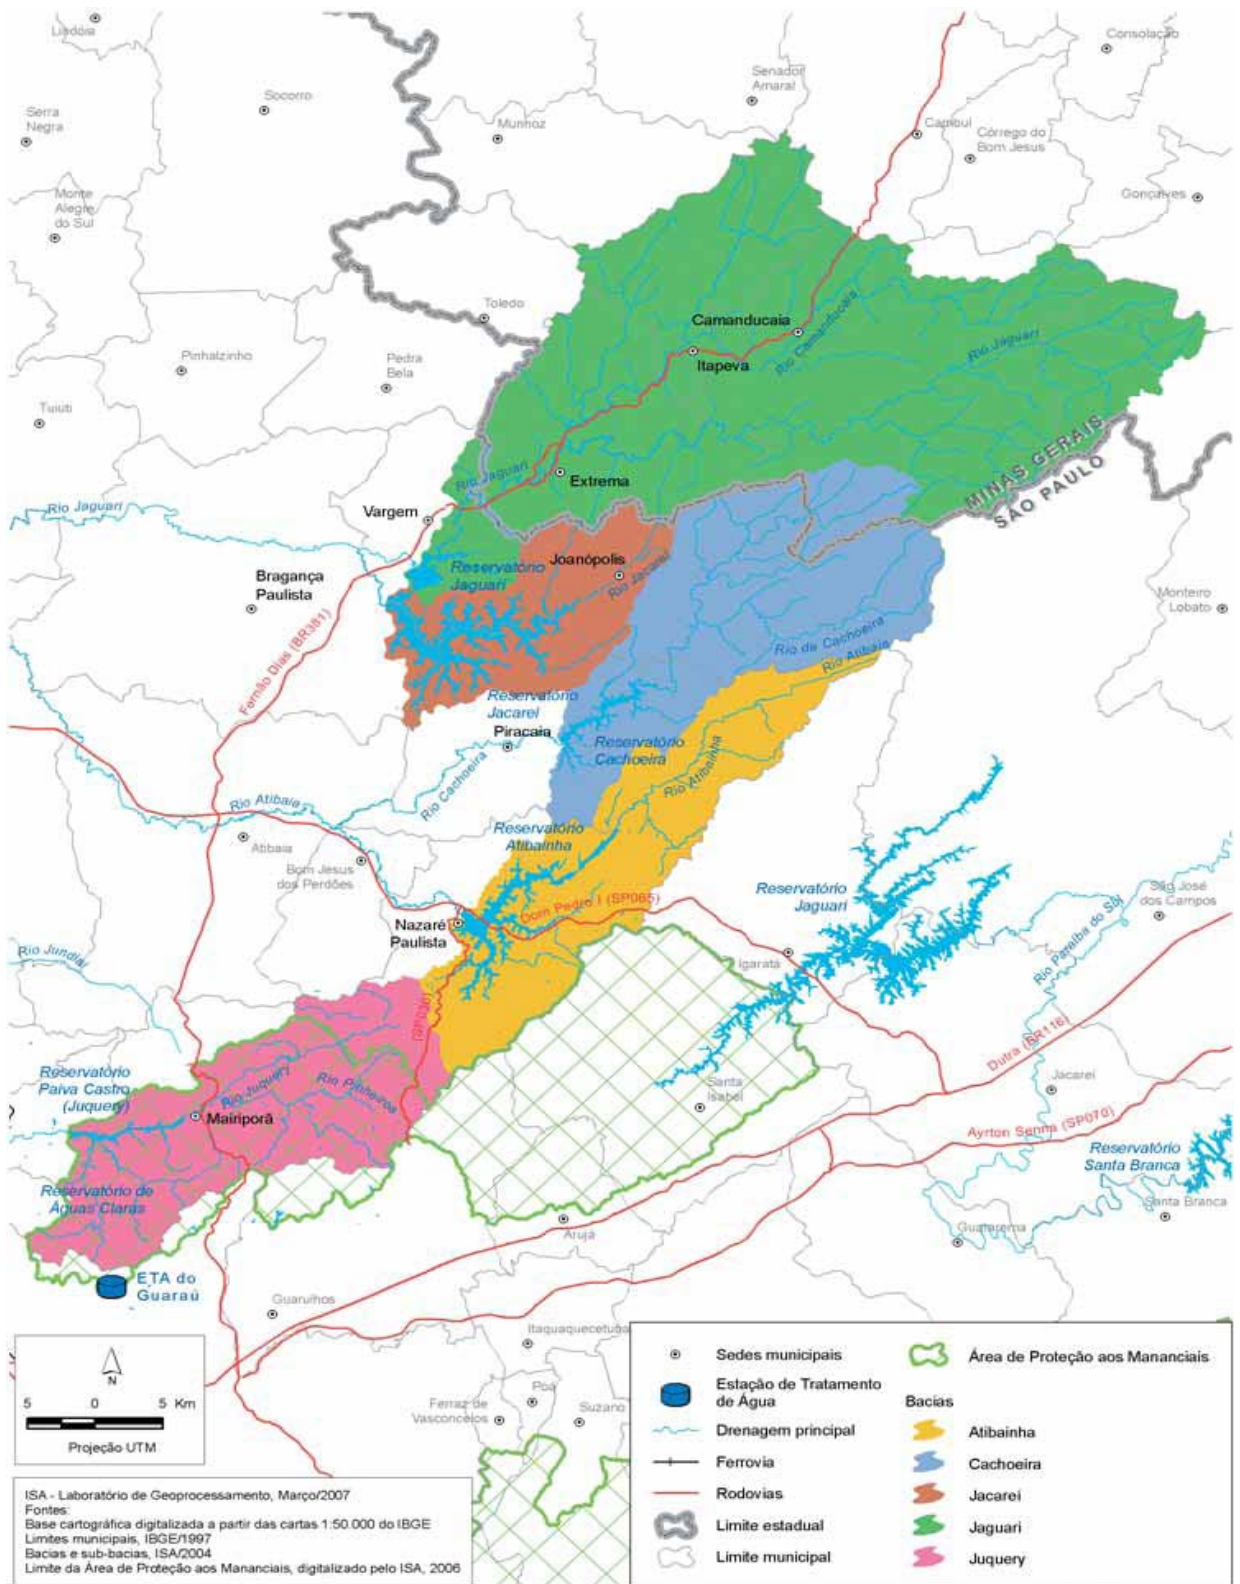 Lindóia
Consolação
Senador
Amaral
Socorro
Serra
Negra
Munhoz
Cambuí
Córrego do
Bom Jesus
Monte
Alegre
do Sul
Gonçalves
Toledo
Camanducaia
Rio Camanducaia
Rio Jaguari
Itapeva
Pinhalzinho
Pedra
Bela
Tuiuti
MINAS GERAIS
SÃO PAULO
Rio Jaguari
Extrema
Rio Jaguari
Vargem
Reservatório
Jaguari
Joanópolis
Rio Jacareí
Bragança
Paulista
Monteiro
Lobato
Fernão Dias (BR381)
Rio da Cachoeira
Rio Atibaia
Reservatório
Jacareí
Piracaia
Reservatório
Cachoeira
Rio Cachoeira
Rio Atibainha
Rio Atibaia
Reservatório
Atibainha
Atibaia
Bom Jesus
dos Perdões
Reservatório
Jaguari
São José
dos Campos
Dom Pedro I (SP065)
Nazaré
Paulista
Rio Paraíba do Sul
Rio Jundiaí
Igaratá
(SP036)
Dutra (BR116)
Reservatório
Paiva Castro
(Juquery)
Rio Juquery
Rio Pinheiros
Santa
Isabel
Jacareí
Mairiporã
Ayrton Senna (SP070)
Reservatório
Santa Branca
Reservatório de
Águas Claras
Santa Branca
Arujá
Guararema
ETA do
Guaraú
Guarulhos
Itaquaquecetuba
Poá
Ferraz de
Vasconcelos
Suzano
N
5 0 5 Km
Projeção UTM
ISA - Laboratório de Geoprocessamento, Março/2007
Fontes:
Base cartográfica digitalizada a partir das cartas 1:50.000 do IBGE
Limites municipais, IBGE/1997
Bacias e sub-bacias, ISA/2004
Limite da Área de Proteção aos Mananciais, digitalizado pelo ISA, 2006
Sedes municipais
Estação de Tratamento
de Água
Drenagem principal
Ferrovia
Rodovias
Limite estadual
Limite municipal
Área de Proteção aos Mananciais
Bacias
Atibainha
Cachoeira
Jacareí
Jaguari
Juquery